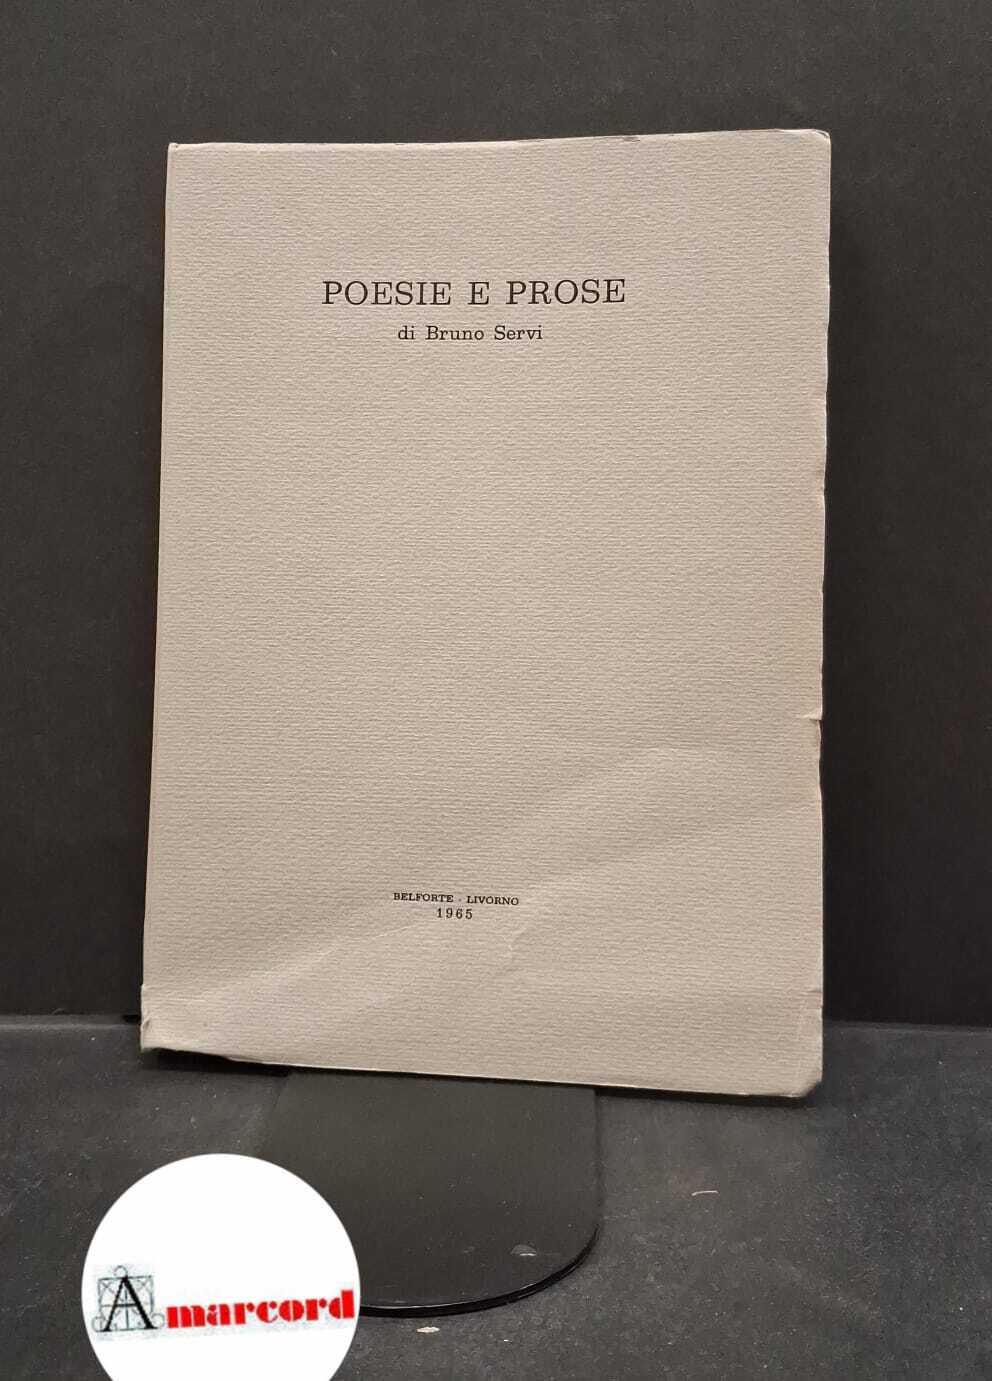 POESIE E PROSE
di Bruno Servi
BELFORTE - LIVORNO
1965
Amarcord